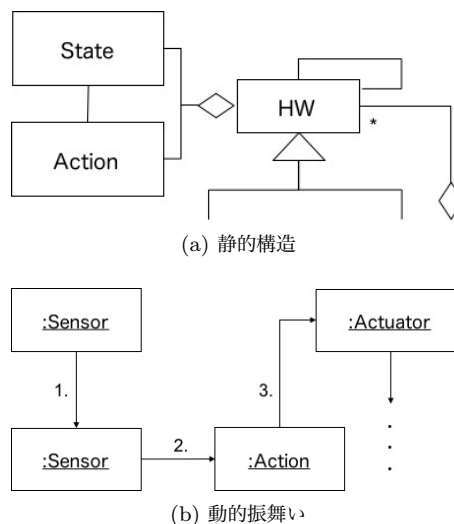 State
HW
*
Action
(a) 静的構造
:Sensor
:Actuator
1.
3.
2.
:Sensor
:Action
(b) 動的振舞い